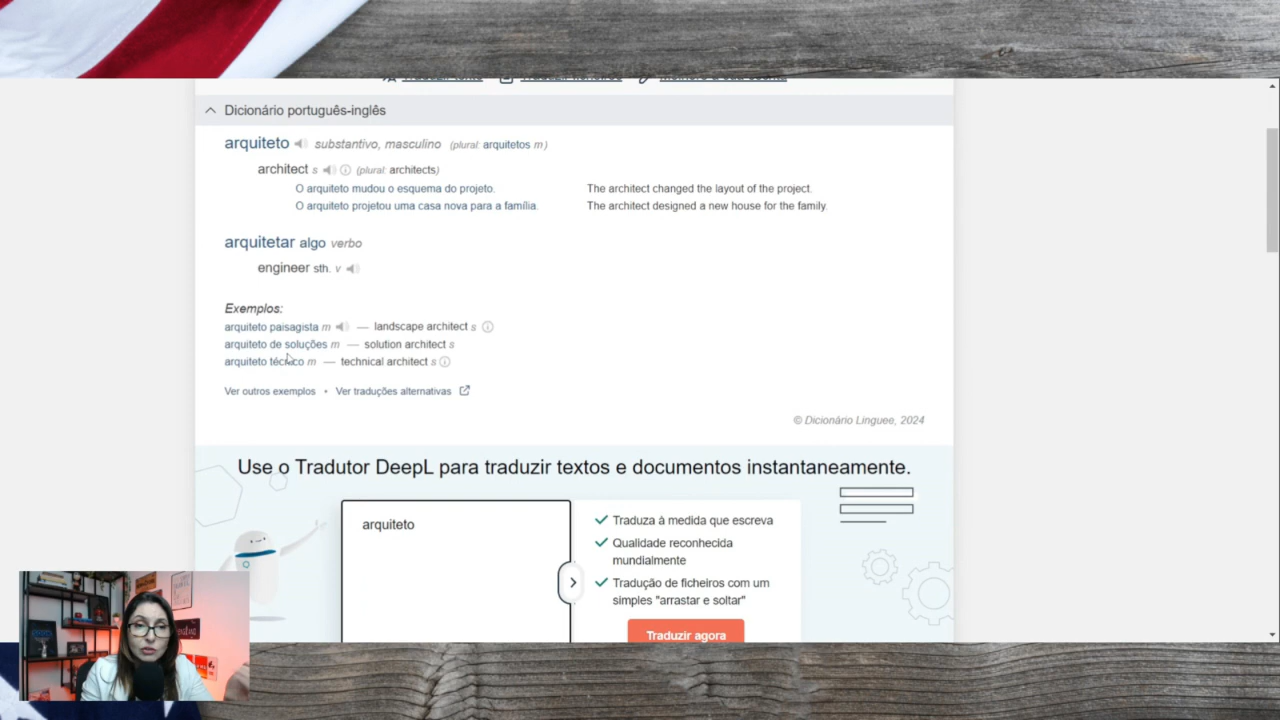 Dicionário português-inglês
arquiteto substantivo, masculino (plural: arquitetos m)
architect s (plural: architects)
O arquiteto mudou o esquema do projeto. The architect changed the layout of the project.
O arquiteto projetou uma casa nova para a família. The architect designed a new house for the family.
arquitetar algo verbo
engineer sth. v
Exemplos:
arquiteto paisagista m — landscape architect s
arquiteto de soluções m — solution architect s
arquiteto técnico m — technical architect s
Ver outros exemplos • Ver traduções alternativas
© Dicionário Linguee, 2024
Use o Tradutor DeepL para traduzir textos e documentos instantaneamente.
arquiteto
Traduza à medida que escreva
Qualidade reconhecida
mundialmente
Tradução de ficheiros com um
simples "arrastar e soltar"
Traduzir agora